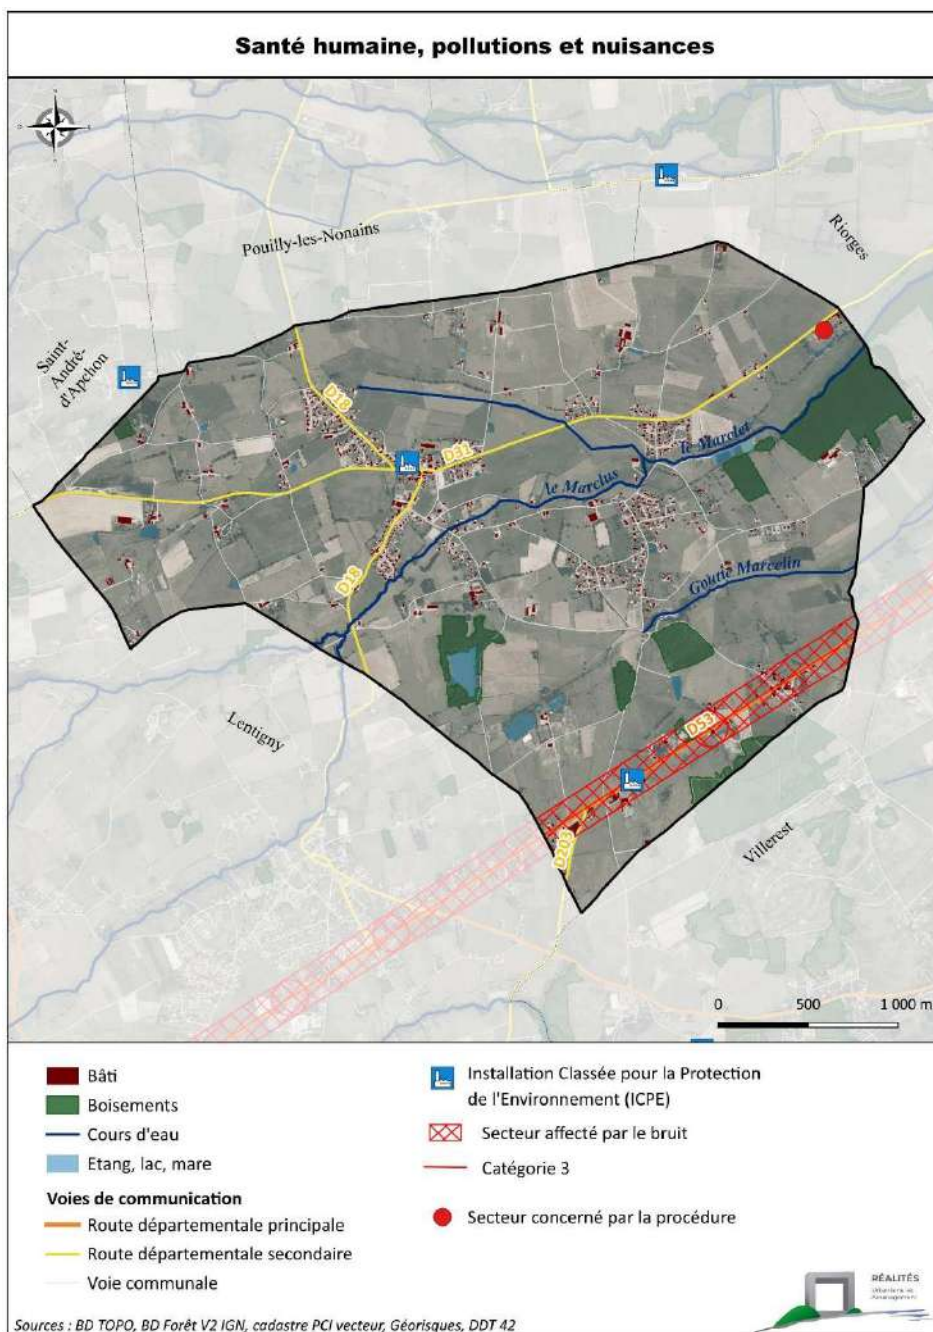 Santé humaine, pollutions et nuisances
Pouilly-les-Nonains
Riorges
Saint-
André-
d'Apchon
D18
D31
le Marclet
le Marclus
D18
Goutte Marcelin
Lentigny
D53
D203
Villerest
0 500 1 000 m
Bâti
Boisements
Cours d'eau
Etang, lac, mare
Voies de communication
Route départementale principale
Route départementale secondaire
Voie communale
Installation Classée pour la Protection
de l'Environnement (ICPE)
Secteur affecté par le bruit
Catégorie 3
Secteur concerné par la procédure
RÉALITÉS
Urbanisme et
Aménagement
Sources : BD TOPO, BD Forêt V2 IGN, cadastre PCI vecteur, Géorisques, DDT 42